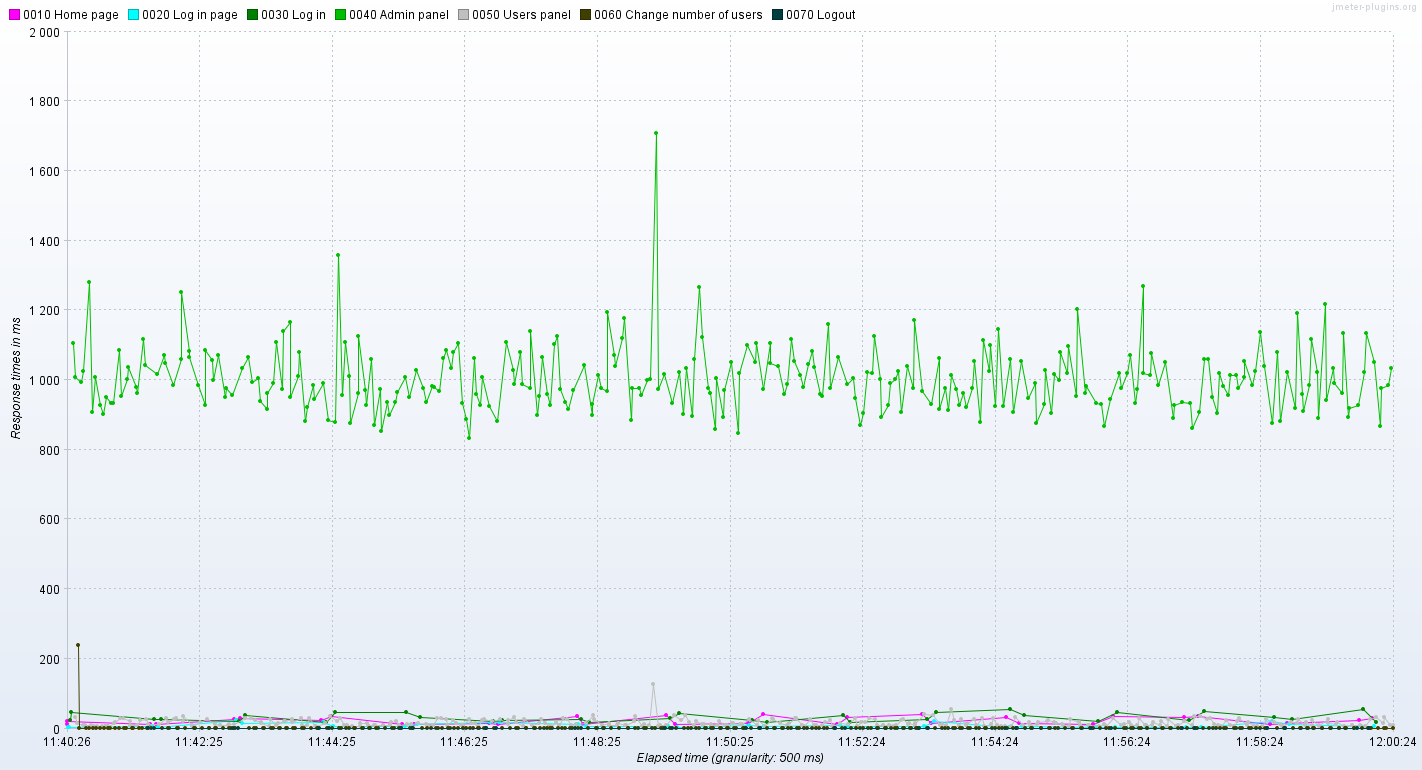 0010 Home page 0020 Log in page 0030 Log in 0040 Admin panel 0050 Users panel 0060 Change number of users 0070 Logout
jmeter-plugins.org
2 000
1 800
1 600
1 400
1 200
1 000
800
600
400
200
0
Response times in ms
11:40:26 11:42:25 11:44:25 11:46:25 11:48:25 11:50:25 11:52:24 11:54:24 11:56:24 11:58:24 12:00:24
Elapsed time (granularity: 500 ms)